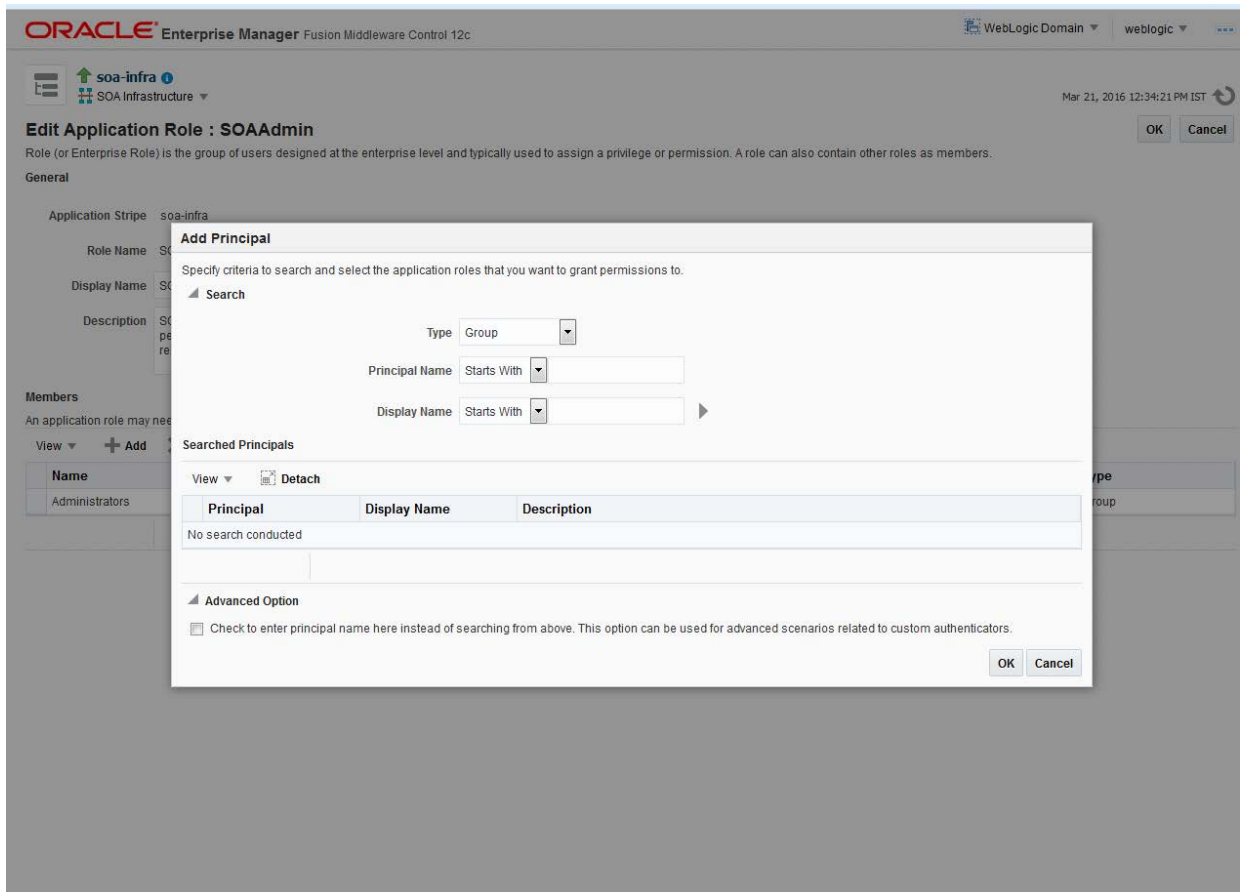 ORACLE Enterprise Manager Fusion Middleware Control 12c
WebLogic Domain
weblogic
soa-infra
SOA Infrastructure
Mar 21, 2016 12:34:21 PM IST
Edit Application Role : SOAAdmin
OK Cancel
Role (or Enterprise Role) is the group of users designed at the enterprise level and typically used to assign a privilege or permission. A role can also contain other roles as members.
General
Application Stripe soa-infra
Role Name
Display Name
Description
Members
An application role may
View Add
Name
Administrators
Add Principal
Specify criteria to search and select the application roles that you want to grant permissions to.
Search
Type Group
Principal Name Starts With
Display Name Starts With
Searched Principals
View Detach
Principal Display Name Description
No search conducted
Advanced Option
Check to enter principal name here instead of searching from above. This option can be used for advanced scenarios related to custom authenticators.
OK Cancel